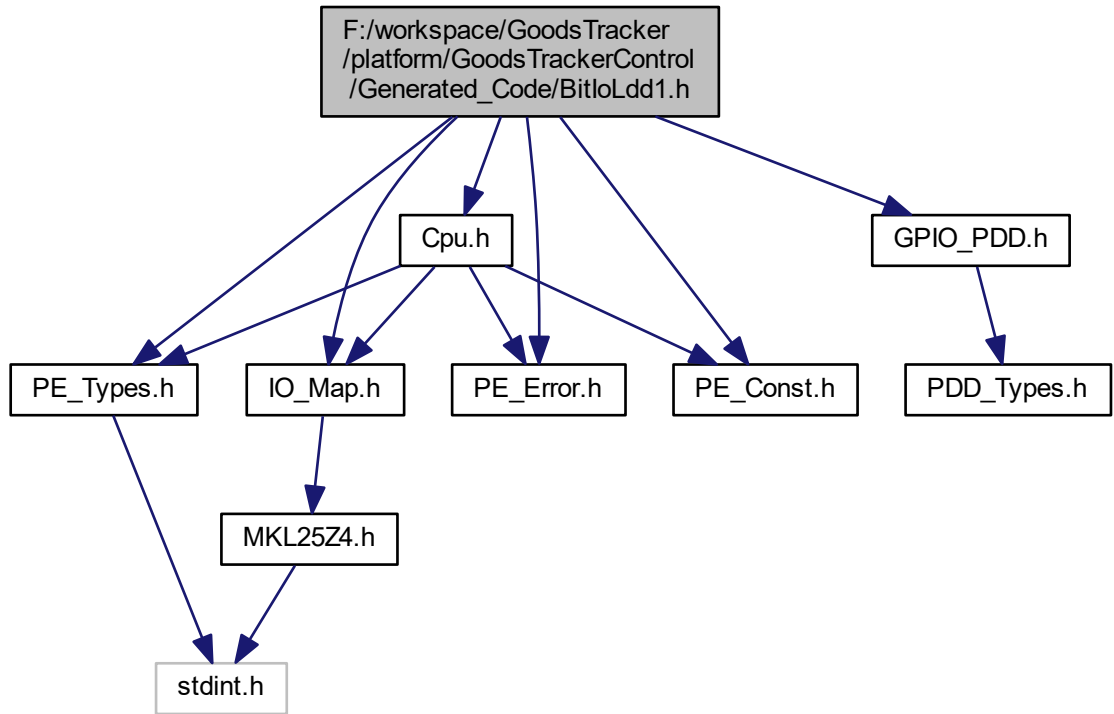 F:/workspace/GoodsTracker
/platform/GoodsTrackerControl
/Generated_Code/BitIoLdd1.h
Cpu.h
GPIO_PDD.h
PE_Types.h
IO_Map.h
PE_Error.h
PE_Const.h
PDD_Types.h
MKL25Z4.h
stdint.h